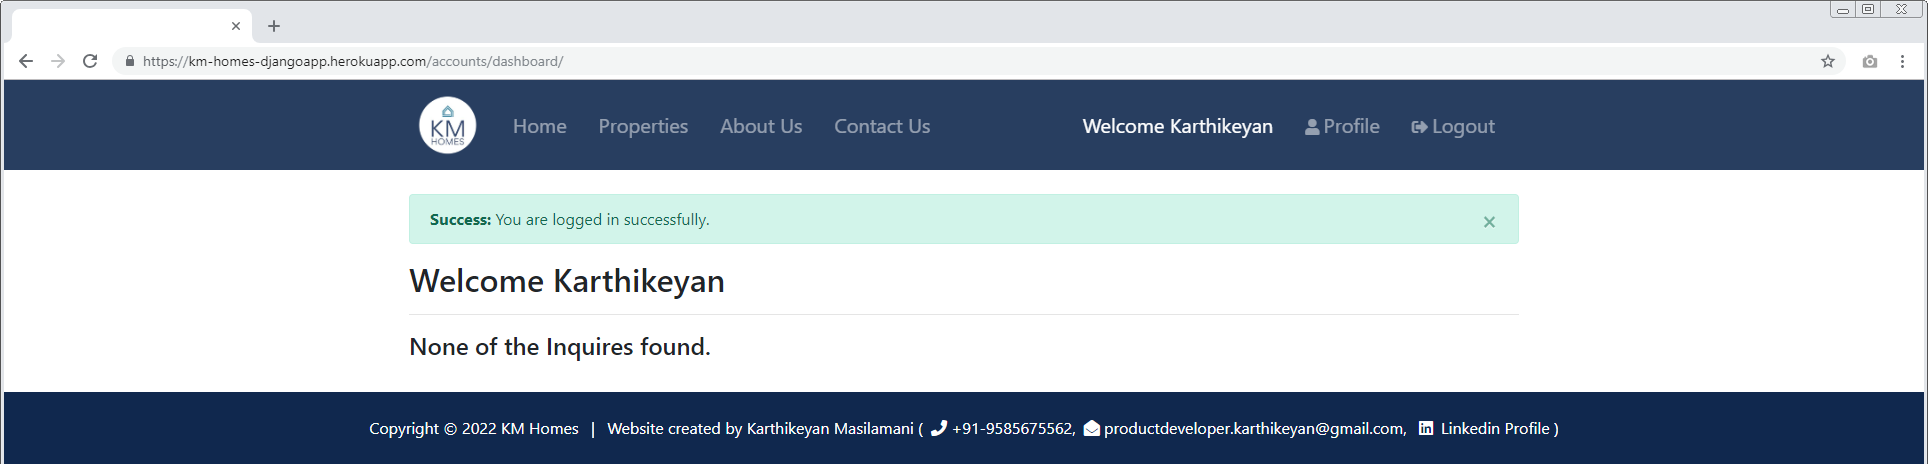 https://km-homes-djangoapp.herokuapp.com/accounts/dashboard/
KM HOMES
Home Properties About Us Contact Us Welcome Karthikeyan Profile Logout
Success: You are logged in successfully. ×
Welcome Karthikeyan
None of the Inquires found.
Copyright © 2022 KM Homes | Website created by Karthikeyan Masilamani ( +91-9585675562, productdeveloper.karthikeyan@gmail.com, in Linkedin Profile )